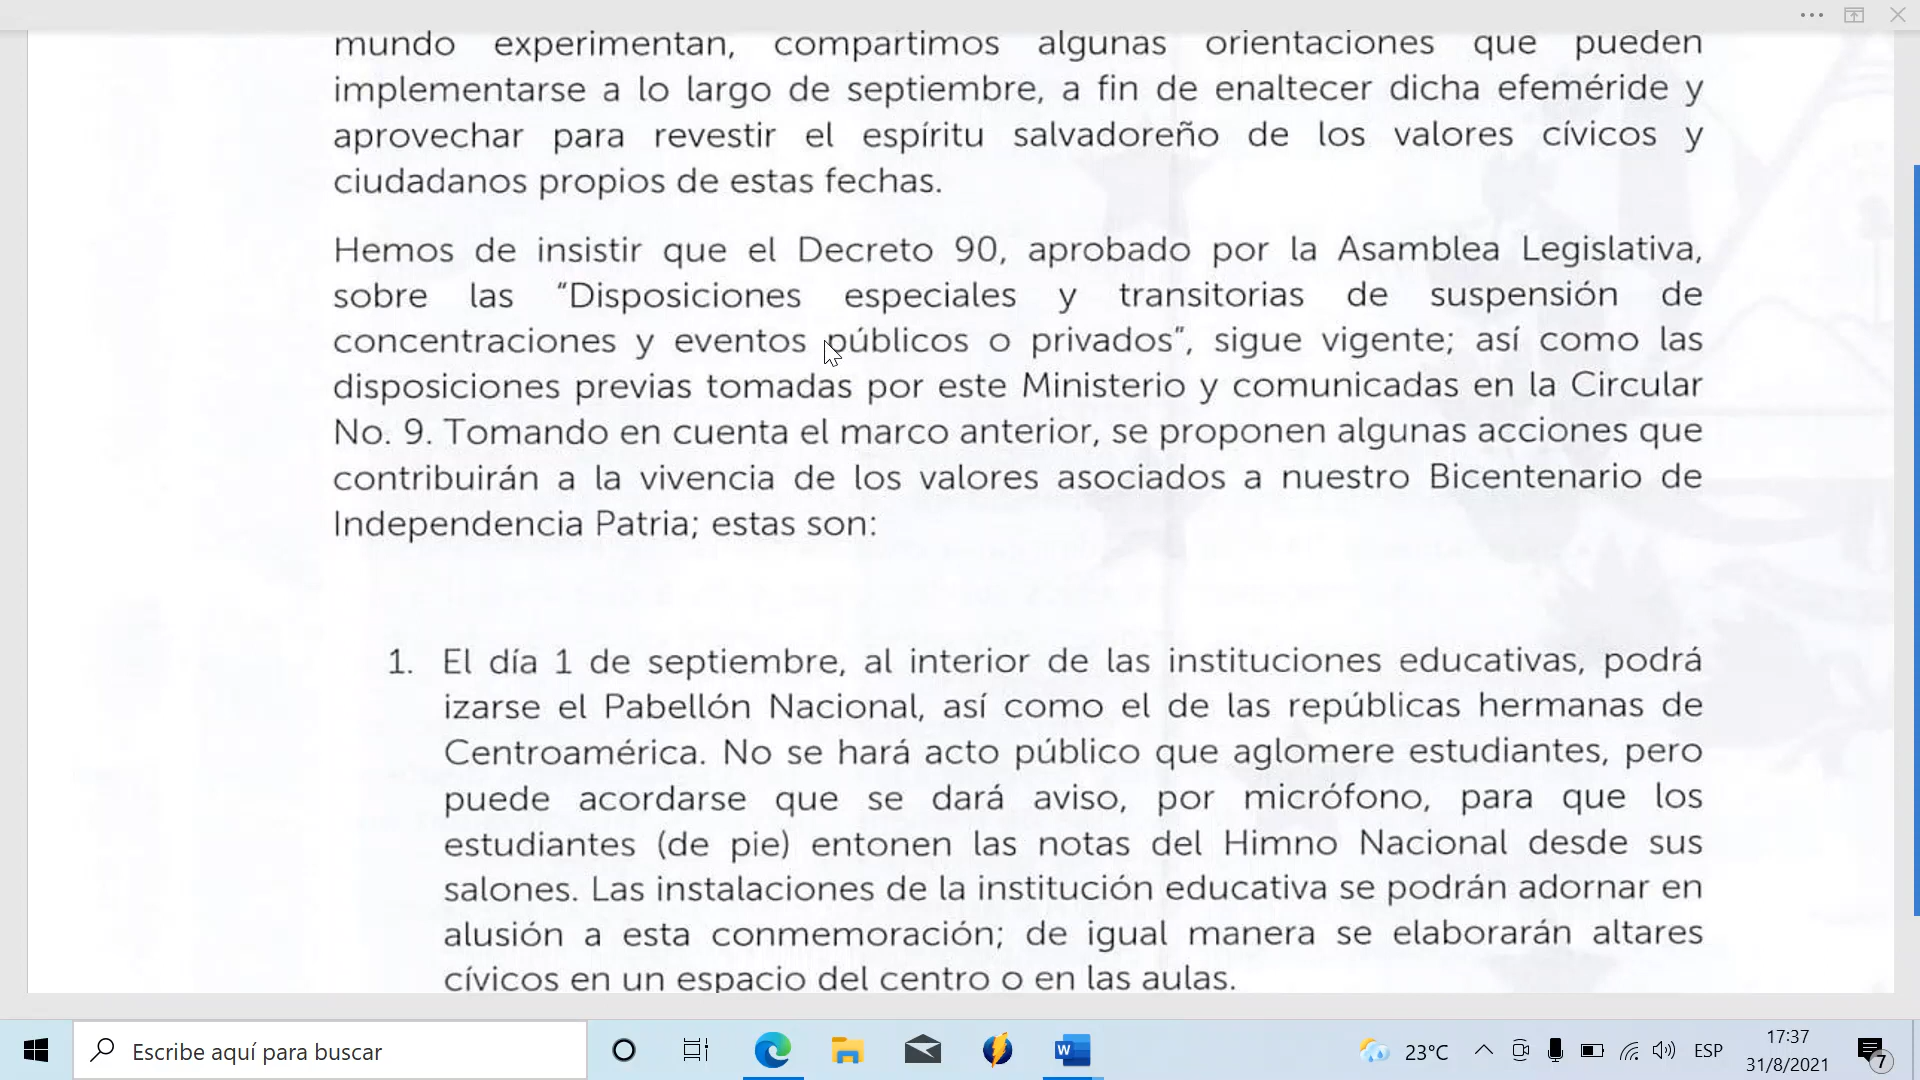 mundo experimentan, compartimos algunas orientaciones que pueden
implementarse a lo largo de septiembre, a fin de enaltecer dicha efeméride y
aprovechar para revestir el espíritu salvadoreño de los valores cívicos y
ciudadanos propios de estas fechas.
Hemos de insistir que el Decreto 90, aprobado por la Asamblea Legislativa,
sobre las "Disposiciones especiales y transitorias de suspensión de
concentraciones y eventos públicos o privados", sigue vigente; así como las
disposiciones previas tomadas por este Ministerio y comunicadas en la Circular
No. 9. Tomando en cuenta el marco anterior, se proponen algunas acciones que
contribuirán a la vivencia de los valores asociados a nuestro Bicentenario de
Independencia Patria; estas son:
1. El día 1 de septiembre, al interior de las instituciones educativas, podrá
izarse el Pabellón Nacional, así como el de las repúblicas hermanas de
Centroamérica. No se hará acto público que aglomere estudiantes, pero
puede acordarse que se dará aviso, por micrófono, para que los
estudiantes (de pie) entonen las notas del Himno Nacional desde sus
salones. Las instalaciones de la institución educativa se podrán adornar en
alusión a esta conmemoración; de igual manera se elaborarán altares
cívicos en un espacio del centro o en las aulas.
Escribe aquí para buscar
W
23°C
ESP
17:37
31/8/2021
7